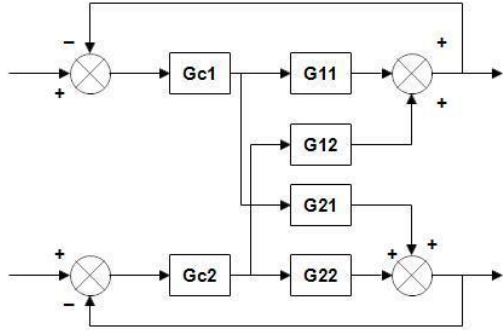 − +
+ Gc1 G11
+
G12
G21
+ + +
Gc2 G22
−